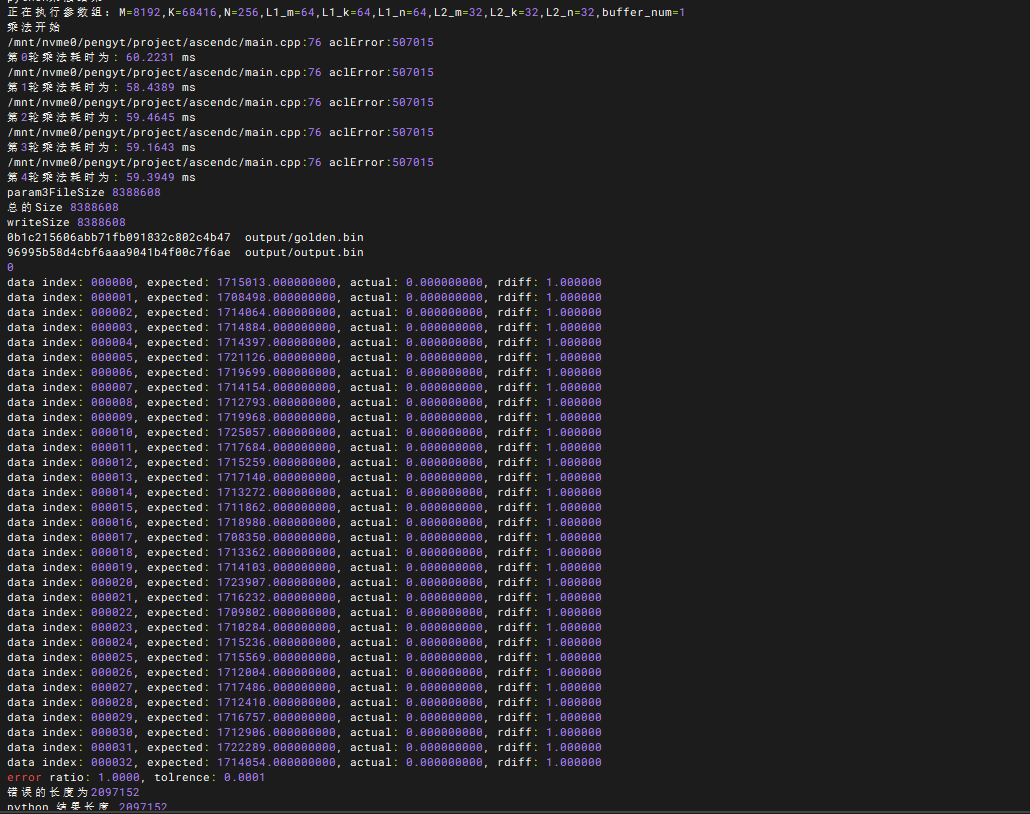 正在执行参数组：M=8192,K=68416,N=256,L1_m=64,L1_k=64,L1_n=64,L2_m=32,L2_k=32,L2_n=32,buffer_num=1
乘法开始
/mnt/nvme0/pengyt/project/ascendc/main.cpp:76 aclError:507015
第0轮乘法耗时为：60.2231 ms
/mnt/nvme0/pengyt/project/ascendc/main.cpp:76 aclError:507015
第1轮乘法耗时为：58.4389 ms
/mnt/nvme0/pengyt/project/ascendc/main.cpp:76 aclError:507015
第2轮乘法耗时为：59.4645 ms
/mnt/nvme0/pengyt/project/ascendc/main.cpp:76 aclError:507015
第3轮乘法耗时为：59.1643 ms
/mnt/nvme0/pengyt/project/ascendc/main.cpp:76 aclError:507015
第4轮乘法耗时为：59.3949 ms
param3FileSize 8388608
总的Size 8388608
writeSize 8388608
0b1c215606abb71fb091832c802c4b47  output/golden.bin
96995b58d4cbf6aaa9041b4f00c7f6ae  output/output.bin
0
data index: 000000, expected: 1715013.000000000, actual: 0.000000000, rdiff: 1.000000
data index: 000001, expected: 1708498.000000000, actual: 0.000000000, rdiff: 1.000000
data index: 000002, expected: 1714064.000000000, actual: 0.000000000, rdiff: 1.000000
data index: 000003, expected: 1714884.000000000, actual: 0.000000000, rdiff: 1.000000
data index: 000004, expected: 1714397.000000000, actual: 0.000000000, rdiff: 1.000000
data index: 000005, expected: 1721126.000000000, actual: 0.000000000, rdiff: 1.000000
data index: 000006, expected: 1719699.000000000, actual: 0.000000000, rdiff: 1.000000
data index: 000007, expected: 1714154.000000000, actual: 0.000000000, rdiff: 1.000000
data index: 000008, expected: 1712793.000000000, actual: 0.000000000, rdiff: 1.000000
data index: 000009, expected: 1719968.000000000, actual: 0.000000000, rdiff: 1.000000
data index: 000010, expected: 1725057.000000000, actual: 0.000000000, rdiff: 1.000000
data index: 000011, expected: 1717684.000000000, actual: 0.000000000, rdiff: 1.000000
data index: 000012, expected: 1715259.000000000, actual: 0.000000000, rdiff: 1.000000
data index: 000013, expected: 1717140.000000000, actual: 0.000000000, rdiff: 1.000000
data index: 000014, expected: 1713272.000000000, actual: 0.000000000, rdiff: 1.000000
data index: 000015, expected: 1711862.000000000, actual: 0.000000000, rdiff: 1.000000
data index: 000016, expected: 1718980.000000000, actual: 0.000000000, rdiff: 1.000000
data index: 000017, expected: 1708350.000000000, actual: 0.000000000, rdiff: 1.000000
data index: 000018, expected: 1713362.000000000, actual: 0.000000000, rdiff: 1.000000
data index: 000019, expected: 1714103.000000000, actual: 0.000000000, rdiff: 1.000000
data index: 000020, expected: 1723907.000000000, actual: 0.000000000, rdiff: 1.000000
data index: 000021, expected: 1716232.000000000, actual: 0.000000000, rdiff: 1.000000
data index: 000022, expected: 1709802.000000000, actual: 0.000000000, rdiff: 1.000000
data index: 000023, expected: 1710284.000000000, actual: 0.000000000, rdiff: 1.000000
data index: 000024, expected: 1715236.000000000, actual: 0.000000000, rdiff: 1.000000
data index: 000025, expected: 1715569.000000000, actual: 0.000000000, rdiff: 1.000000
data index: 000026, expected: 1712004.000000000, actual: 0.000000000, rdiff: 1.000000
data index: 000027, expected: 1717486.000000000, actual: 0.000000000, rdiff: 1.000000
data index: 000028, expected: 1712410.000000000, actual: 0.000000000, rdiff: 1.000000
data index: 000029, expected: 1716757.000000000, actual: 0.000000000, rdiff: 1.000000
data index: 000030, expected: 1712906.000000000, actual: 0.000000000, rdiff: 1.000000
data index: 000031, expected: 1722289.000000000, actual: 0.000000000, rdiff: 1.000000
data index: 000032, expected: 1714054.000000000, actual: 0.000000000, rdiff: 1.000000
error ratio: 1.0000, tolrence: 0.0001
错误的长度为2097152
python 结果长度 2097152